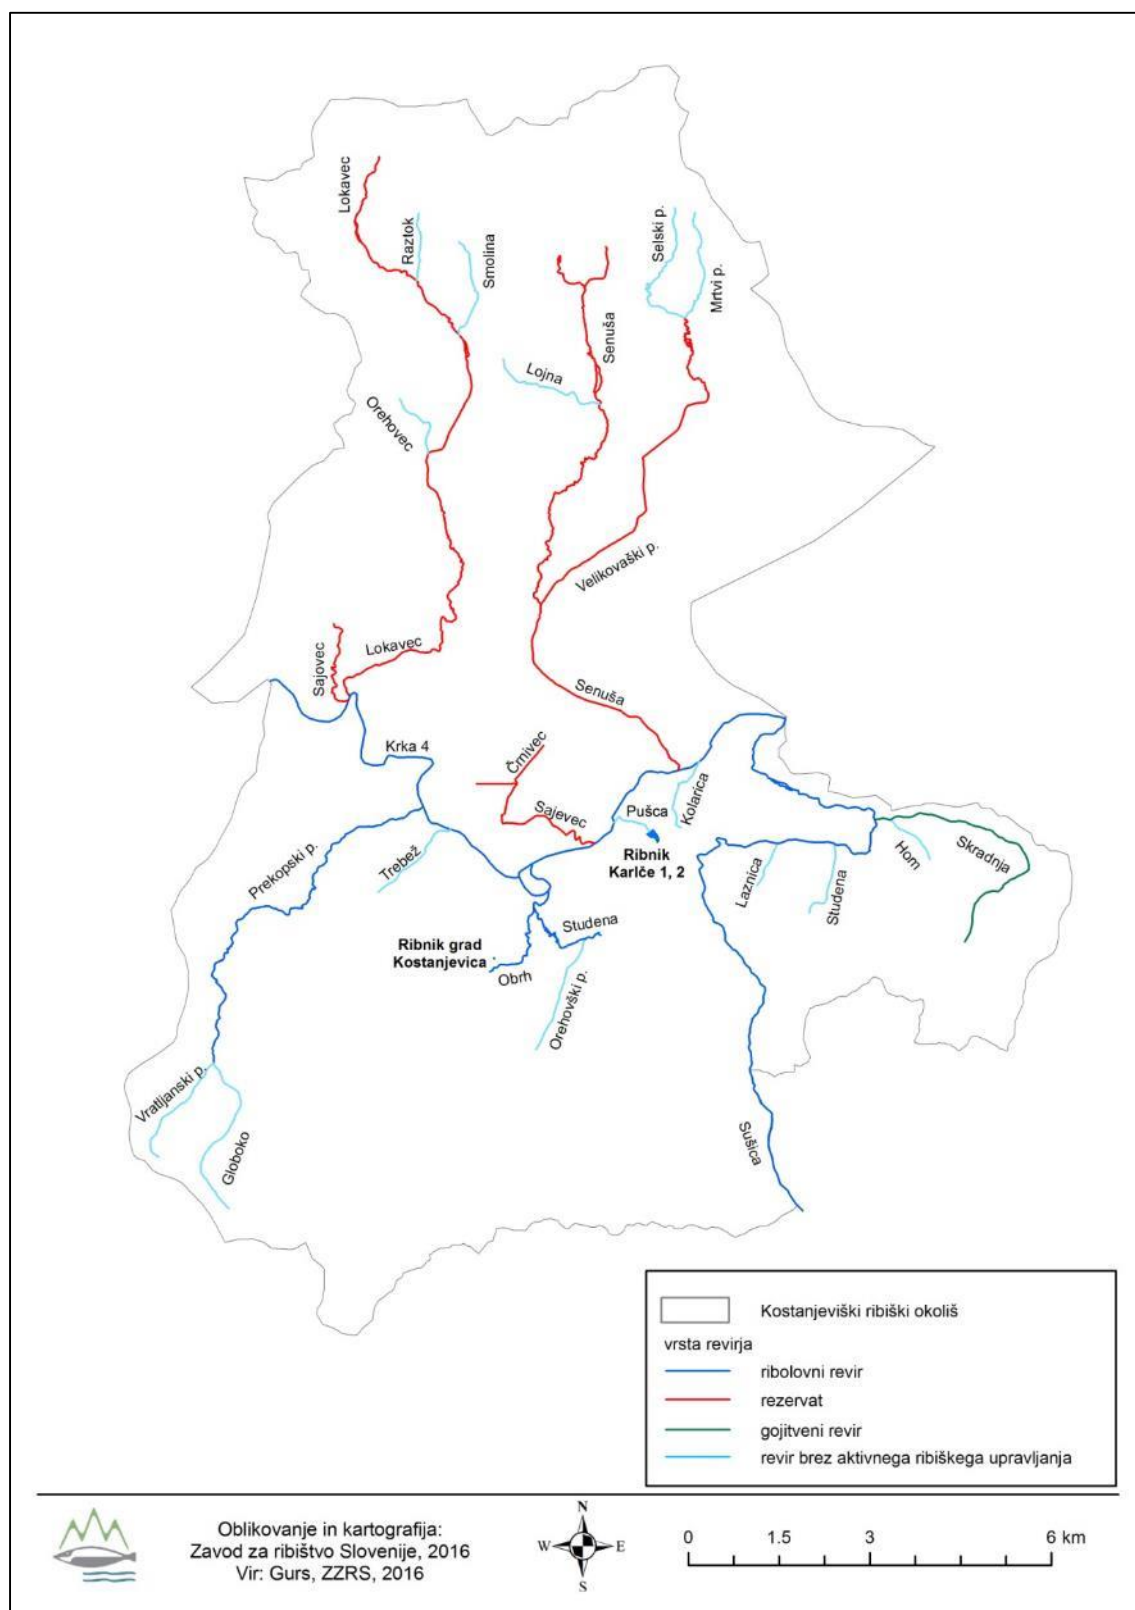 Lokavec
Raztok
Smolina
Selski p.
Mrtvi p.
Senuša
Lojna
Orehovec
Velikovaški p.
Sajovec
Lokavec
Senuša
Krka 4
Črnivec
Sajevec
Pušca
Kolarica
Ribnik
Karlče 1, 2
Prekopski p.
Trebež
Hom
Skradnja
Laznica
Studena
Studena
Ribnik grad
Kostanjevica
Obrh
Orehovški p.
Vratljanski p.
Globoko
Sušica
Kostanjeviški ribiški okoliš
vrsta revirja
ribolovni revir
rezervat
gojitveni revir
revir brez aktivnega ribiškega upravljanja
Oblikovanje in kartografija:
Zavod za ribištvo Slovenije, 2016
Vir: Gurs, ZZRS, 2016
N
W E
S
0 1.5 3 6 km